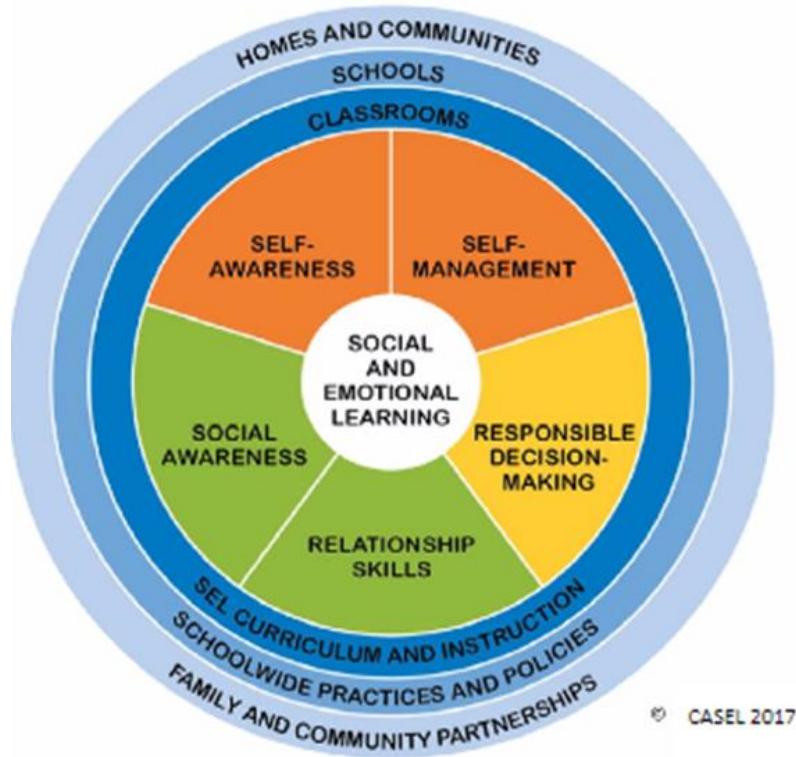 HOMES AND COMMUNITIES
SCHOOLS
CLASSROOMS
SELF-
AWARENESS
SELF-
MANAGEMENT
SOCIAL
AND
EMOTIONAL
LEARNING
SOCIAL
AWARENESS
RESPONSIBLE
DECISION-
MAKING
RELATIONSHIP
SKILLS
SEL CURRICULUM AND INSTRUCTION
SCHOOLWIDE PRACTICES AND POLICIES
FAMILY AND COMMUNITY PARTNERSHIPS
© CASEL 2017